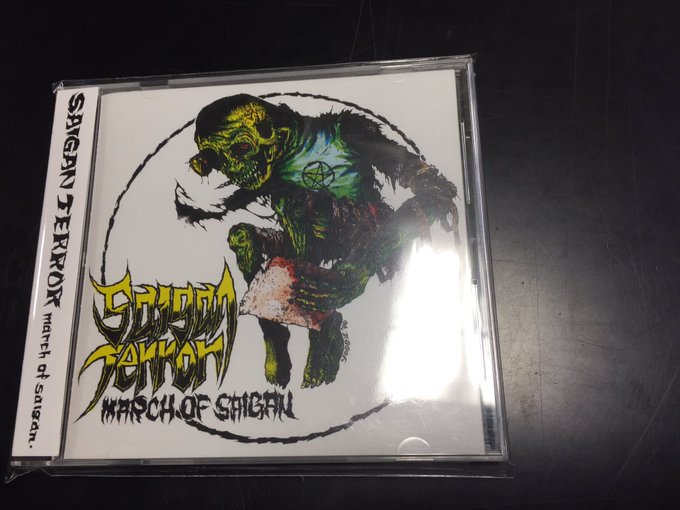 SAIGAN TERROR march of saigan.
Saigan
Terror
MARCH OF SAIGAN